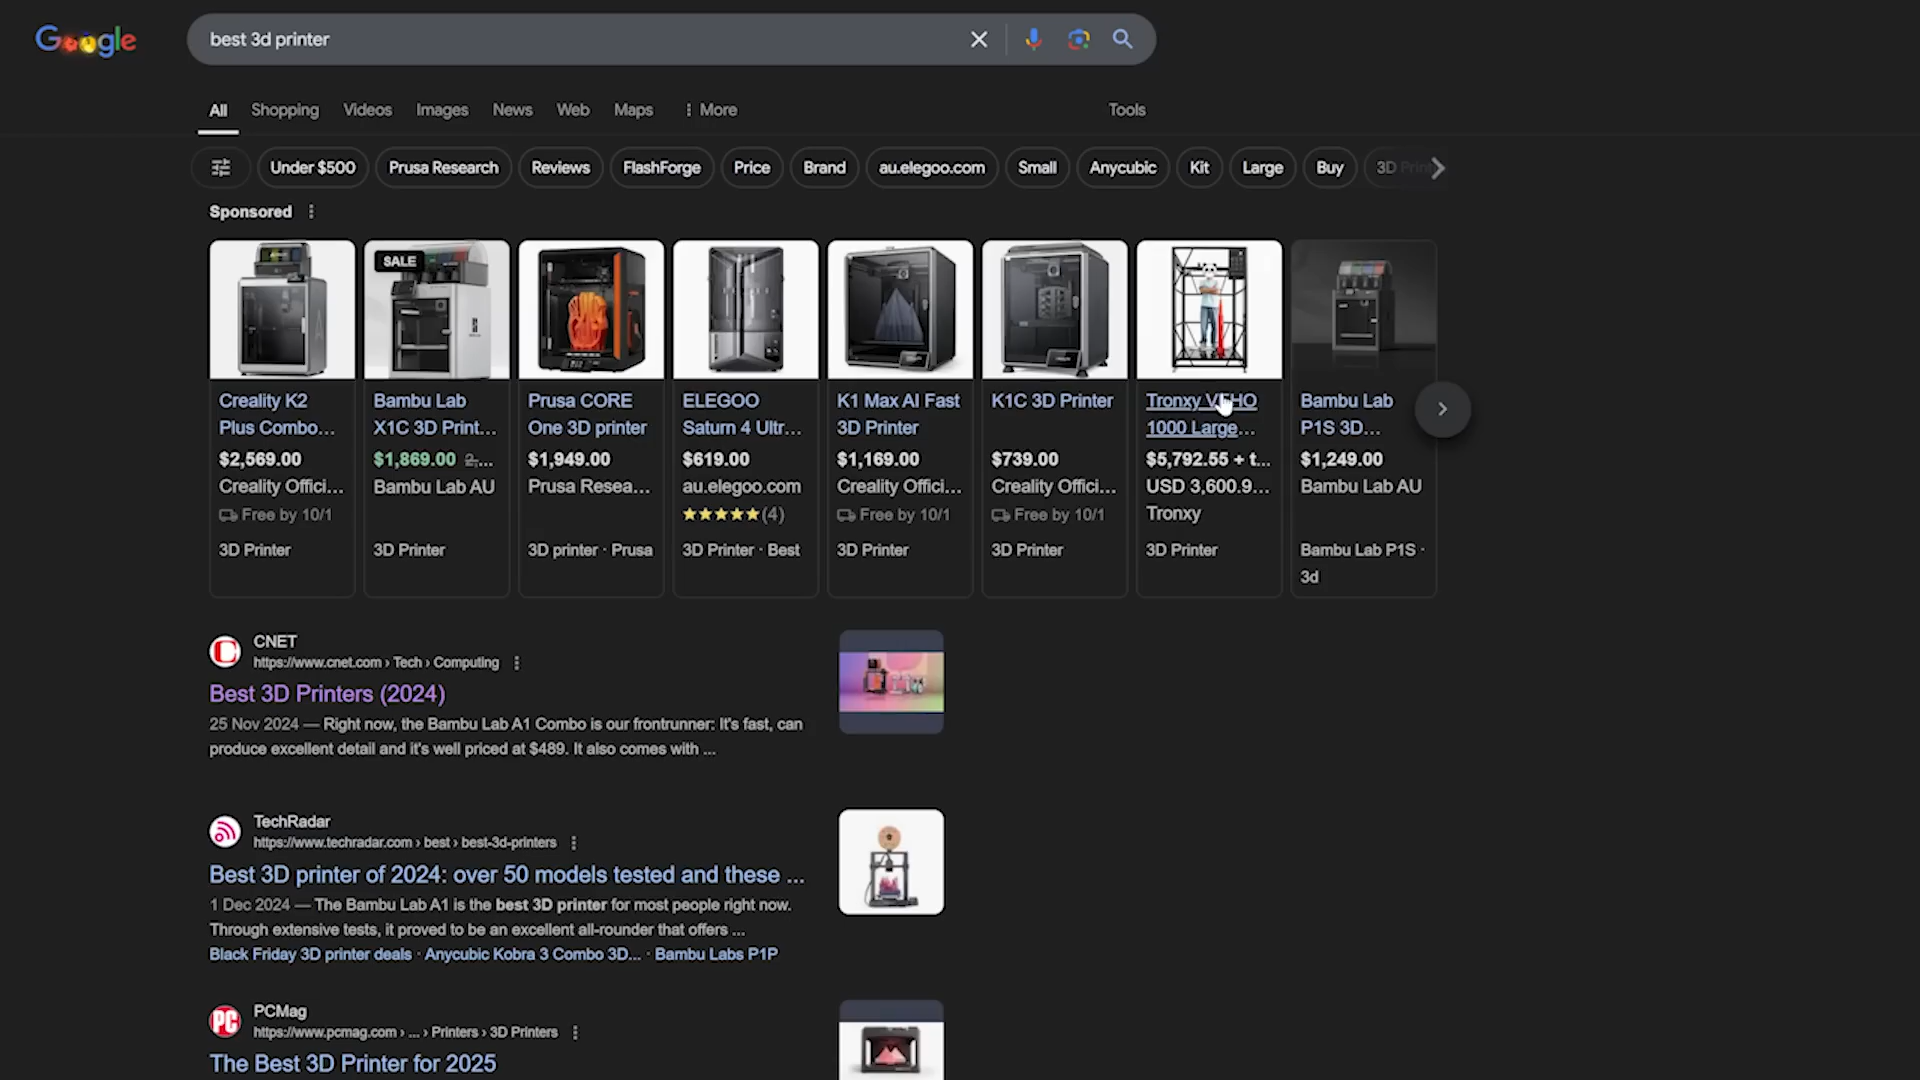 Google
best 3d printer
All Shopping Videos Images News Web Maps More Tools
Under $500 Prusa Research Reviews FlashForge Price Brand au.elegoo.com Small Anycubic Kit Large Buy 3D
Sponsored
SALE
Creality K2
Plus Combo...
$2,569.00
Creality Offici...
Free by 10/1
3D Printer
Bambu Lab
X1C 3D Print...
$1,869.00 2,...
Bambu Lab AU
3D Printer
Prusa CORE
One 3D printer
$1,949.00
Prusa Resea...
3D printer · Prusa
ELEGOO
Saturn 4 Ultr...
$619.00
au.elegoo.com
(4)
3D Printer · Best
K1 Max AI Fast
3D Printer
$1,169.00
Creality Offici...
Free by 10/1
3D Printer
K1C 3D Printer
$739.00
Creality Offici...
Free by 10/1
3D Printer
Tronxy VEHO
1000 Large...
$5,792.55 + t...
USD 3,600.9...
Tronxy
3D Printer
Bambu Lab
P1S 3D...
$1,249.00
Bambu Lab AU
Bambu Lab P1S ·
3d
CNET
https://www.cnet.com › Tech › Computing
Best 3D Printers (2024)
25 Nov 2024 — Right now, the Bambu Lab A1 Combo is our frontrunner: It's fast, can
produce excellent detail and it's well priced at $489. It also comes with ...
TechRadar
https://www.techradar.com › best › best-3d-printers
Best 3D printer of 2024: over 50 models tested and these ...
1 Dec 2024 — The Bambu Lab A1 is the best 3D printer for most people right now.
Through extensive tests, it proved to be an excellent all-rounder that offers ...
Black Friday 3D printer deals · Anycubic Kobra 3 Combo 3D... · Bambu Labs P1P
PC
PCMag
https://www.pcmag.com › ... › Printers › 3D Printers
The Best 3D Printer for 2025